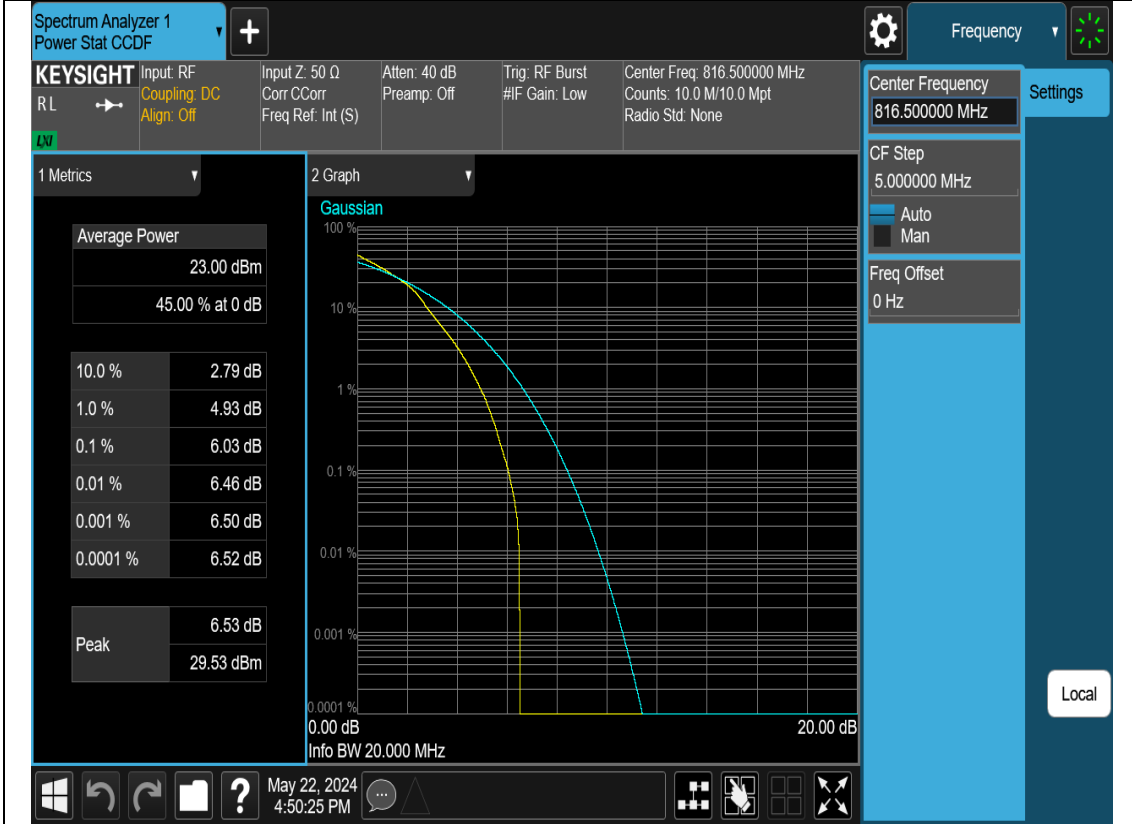 Spectrum Analyzer 1
Power Stat CCDF
+
Frequency
KEYSIGHT
RL
LXI
Input: RF
Coupling: DC
Align: Off
Input Z: 50 Ω
Corr CCorr
Freq Ref: Int (S)
Atten: 40 dB
Preamp: Off
Trig: RF Burst
#IF Gain: Low
Center Freq: 816.500000 MHz
Counts: 10.0 M/10.0 Mpt
Radio Std: None
Center Frequency
816.500000 MHz
Settings
CF Step
5.000000 MHz
Auto
Man
Freq Offset
0 Hz
1 Metrics
Average Power
23.00 dBm
45.00 % at 0 dB
10.0 % 2.79 dB
1.0 % 4.93 dB
0.1 % 6.03 dB
0.01 % 6.46 dB
0.001 % 6.50 dB
0.0001 % 6.52 dB
Peak
6.53 dB
29.53 dBm
2 Graph
Gaussian
100 %
10 %
1 %
0.1 %
0.01 %
0.001 %
0.0001 %
0.00 dB 20.00 dB
Info BW 20.000 MHz
Local
?
May 22, 2024
4:50:25 PM